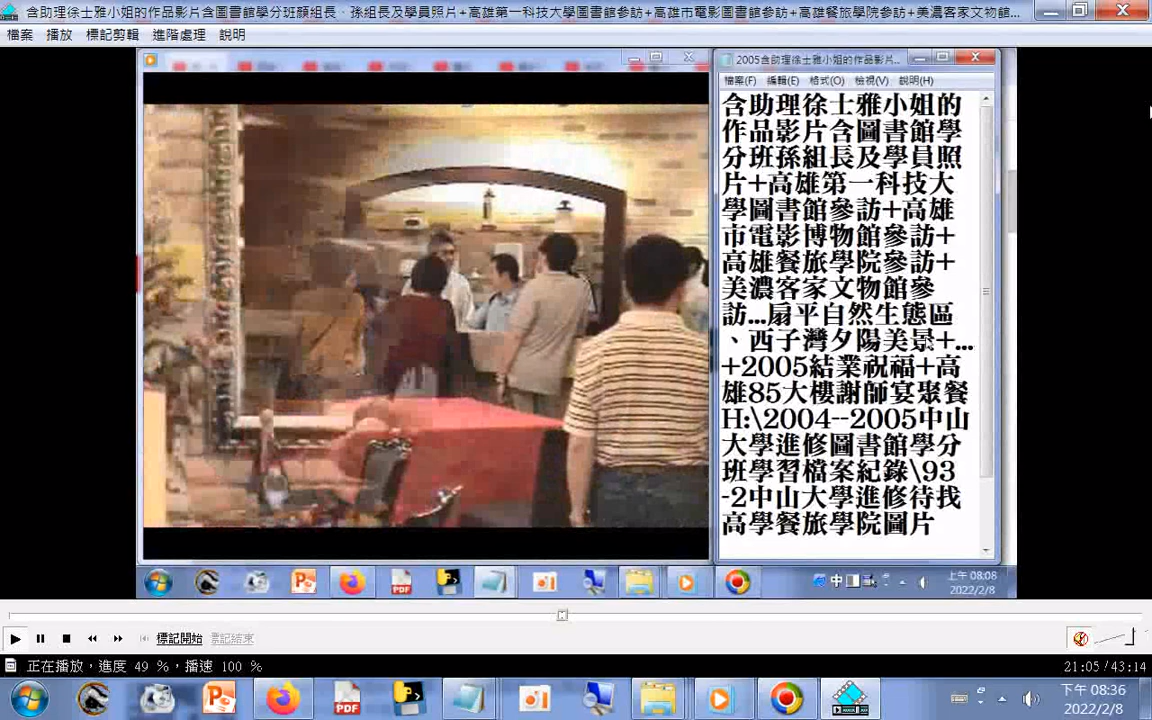 含助理徐士雅小姐的作品影片含圖書館學分班顏組長、孫組長及學員照片+高雄第一科技大學圖書館參訪+高雄市電影圖書館參訪+高雄餐旅學院參訪+美濃客家文物館...
檔案 播放 標記剪輯 進階處理 說明
2005含助理徐士雅小姐的作品影片...
檔案(F) 編輯(E) 格式(O) 檢視(V) 說明(H)
含助理徐士雅小姐的
作品影片含圖書館學
分班孫組長及學員照
片+高雄第一科技大
學圖書館參訪+高雄
市電影博物館參訪+
高雄餐旅學院參訪+
美濃客家文物館參
訪...扇平自然生態區
、西子灣夕陽美景+...
+2005結業祝福+高
雄85大樓謝師宴聚餐
H:\2004--2005中山
大學進修圖書館學分
班學習檔案紀錄\93
-2中山大學進修待找
高學餐旅學院圖片
中
上午 08:08
2022/2/8
標記開始 標記結束
正在播放，進度 49 %，播速 100 %
21:05/43:14
下午 08:36
2022/2/8